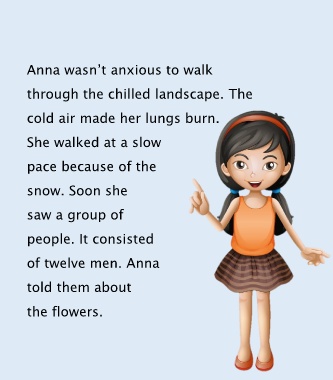 Anna wasn't anxious to walk
through the chilled landscape. The
cold air made her lungs burn.
She walked at a slow
pace because of the
snow. Soon she
saw a group of
people. It consisted
of twelve men. Anna
told them about
the flowers.